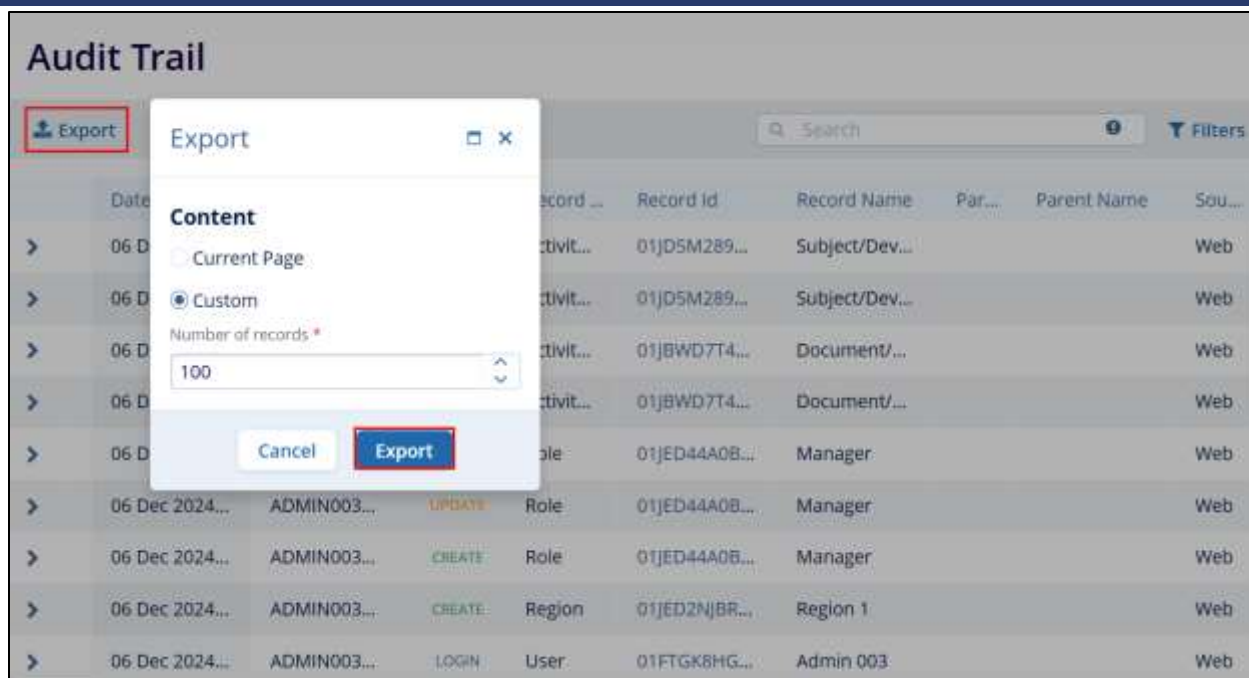 Audit Trail
Export
Search
Filters
Export
Content
Current Page
Custom
Number of records *
100
Cancel Export
Date ecord ... Record Id Record Name Par... Parent Name Sou...
06 D ctivit... 01JD5M289... Subject/Dev... Web
06 D ctivit... 01JD5M289... Subject/Dev... Web
06 D ctivit... 01JBWD7T4... Document/... Web
06 D ctivit... 01JBWD7T4... Document/... Web
06 D ole 01JED44A0B... Manager Web
06 Dec 2024... ADMIN003... UPDATE Role 01JED44A0B... Manager Web
06 Dec 2024... ADMIN003... CREATE Role 01JED44A0B... Manager Web
06 Dec 2024... ADMIN003... CREATE Region 01JED2NJBR... Region 1 Web
06 Dec 2024... ADMIN003... LOGIN User 01FTGK8HG... Admin 003 Web